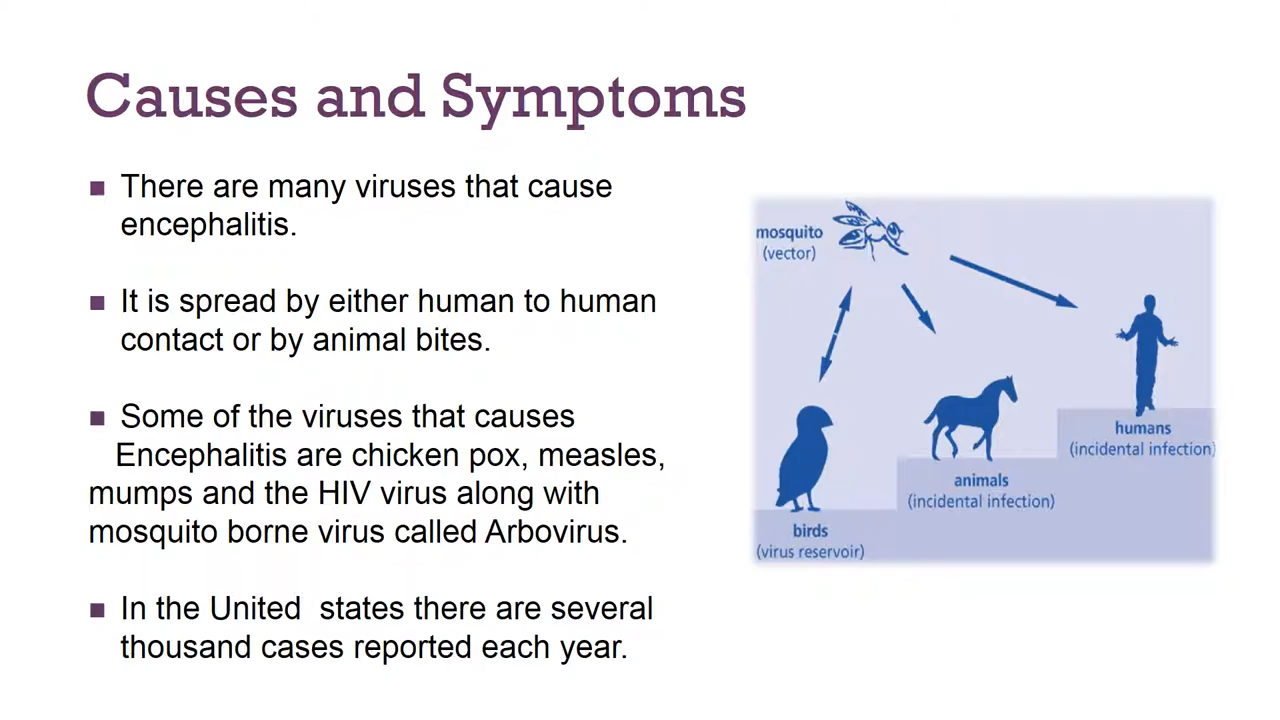 Causes and Symptoms
■ There are many viruses that cause
encephalitis.
■ It is spread by either human to human
contact or by animal bites.
■ Some of the viruses that causes
Encephalitis are chicken pox, measles,
mumps and the HIV virus along with
mosquito borne virus called Arbovirus.
■ In the United  states there are several
thousand cases reported each year.
mosquito
(vector)
humans
(incidental infection)
animals
(incidental infection)
birds
(virus reservoir)